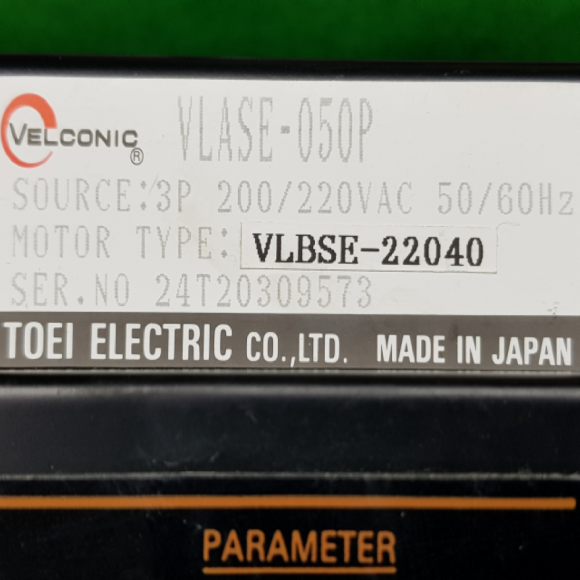 VELCONIC ® VLASE-050P
SOURCE:3P 200/220VAC 50/60Hz
MOTOR TYPE: VLBSE-22040
SER.NO 24T20309573
TOEI ELECTRIC CO.,LTD. MADE IN JAPAN
PARAMETER